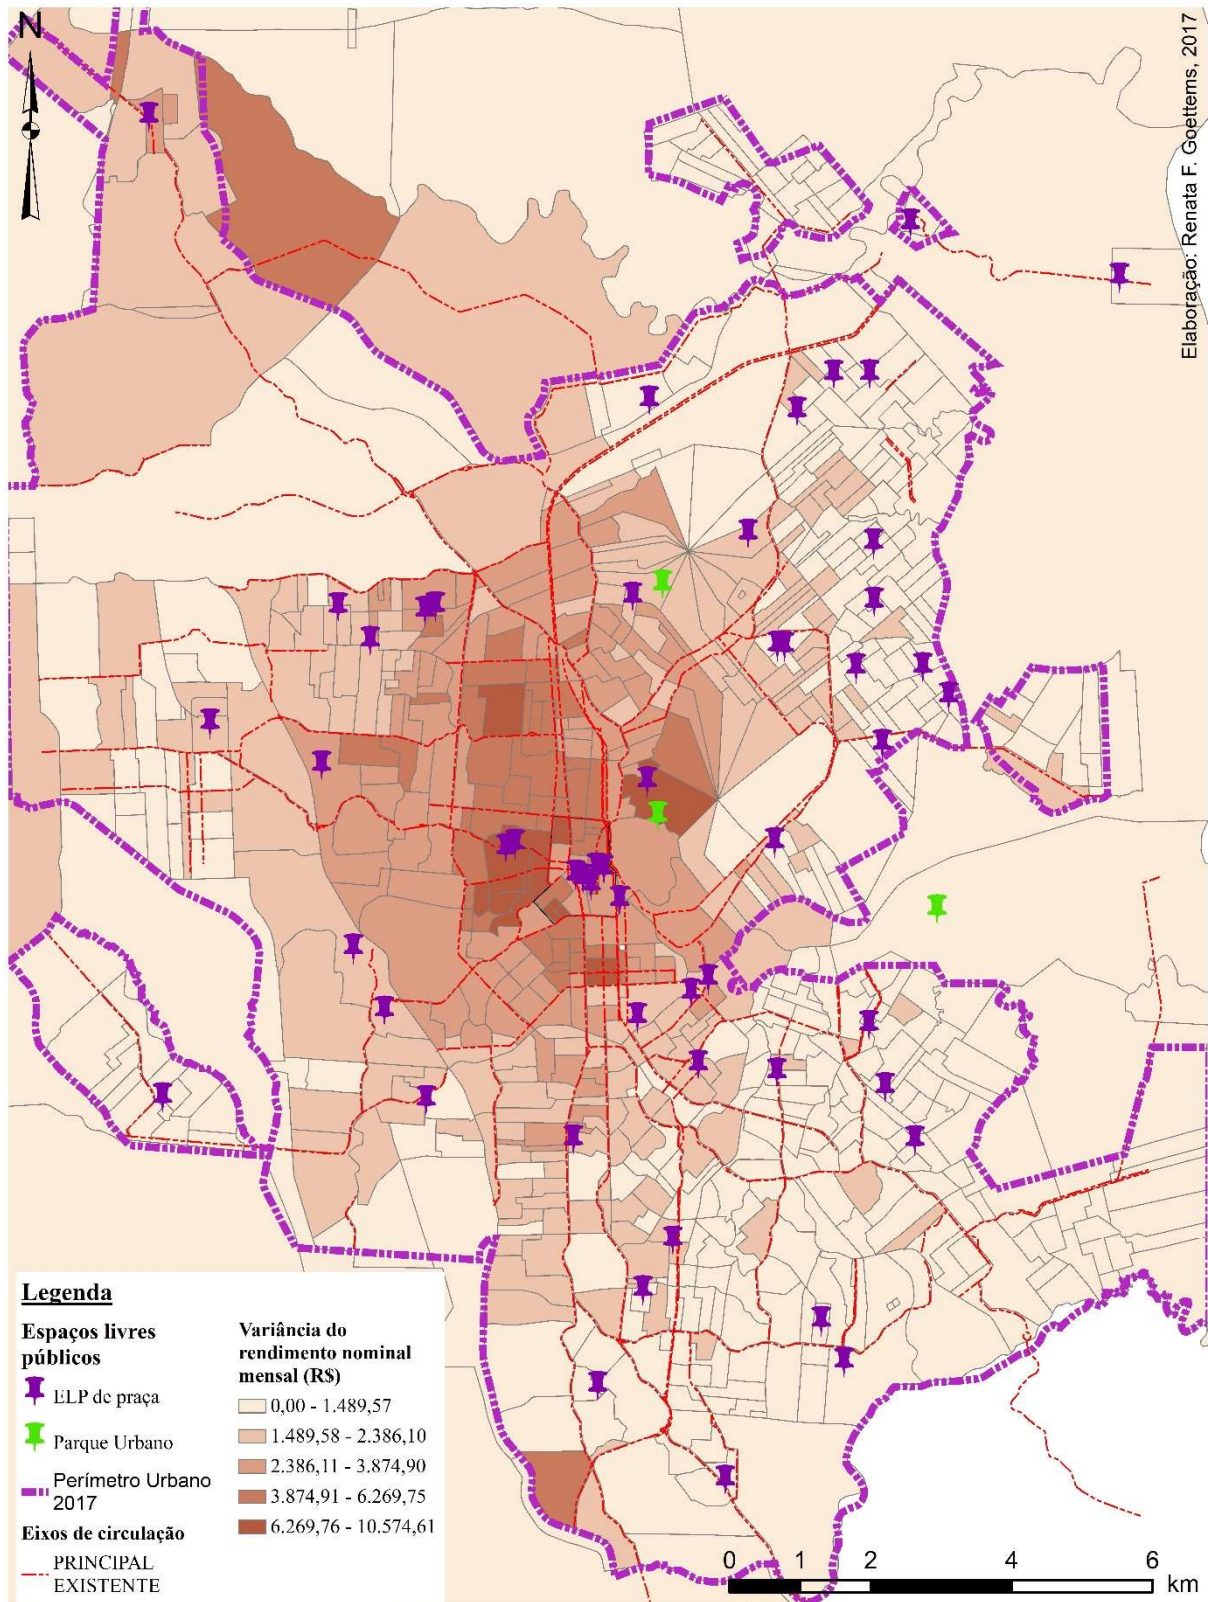 N
Elaboração: Renata F. Goettems, 2017
Legenda
Espaços livres
públicos
ELP de praça
Parque Urbano
Perímetro Urbano
2017
Eixos de circulação
PRINCIPAL
EXISTENTE
Variância do
rendimento nominal
mensal (R$)
0,00 - 1.489,57
1.489,58 - 2.386,10
2.386,11 - 3.874,90
3.874,91 - 6.269,75
6.269,76 - 10.574,61
0 1 2 4 6
km